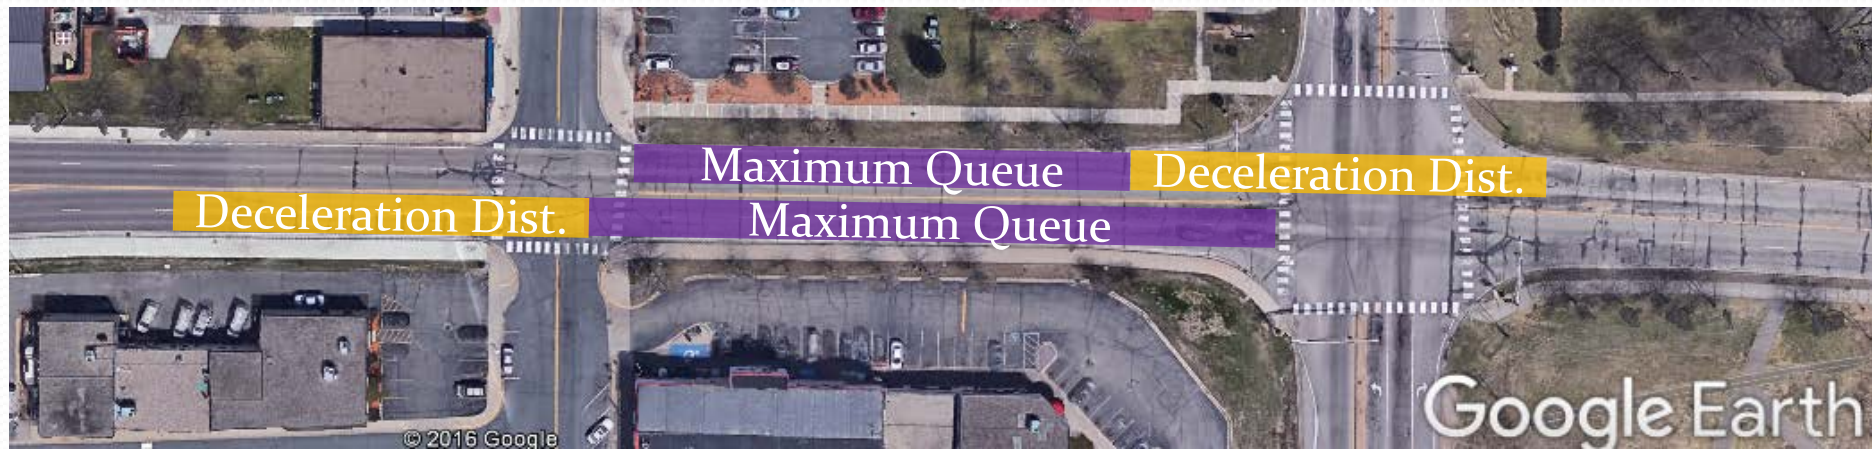 Maximum Queue
Deceleration Dist.
Deceleration Dist.
Maximum Queue
Google Earth
© 2016 Google